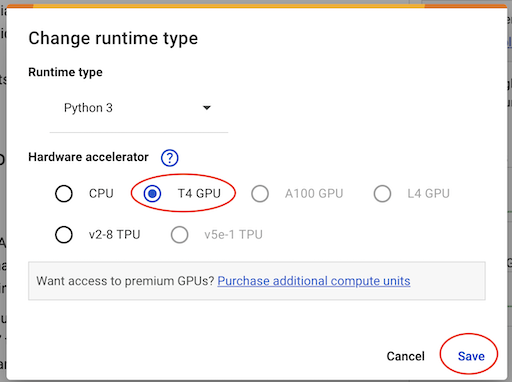 Change runtime type
Runtime type
Python 3
Hardware accelerator ?
CPU T4 GPU A100 GPU L4 GPU
v2-8 TPU v5e-1 TPU
Want access to premium GPUs? Purchase additional compute units
Cancel Save